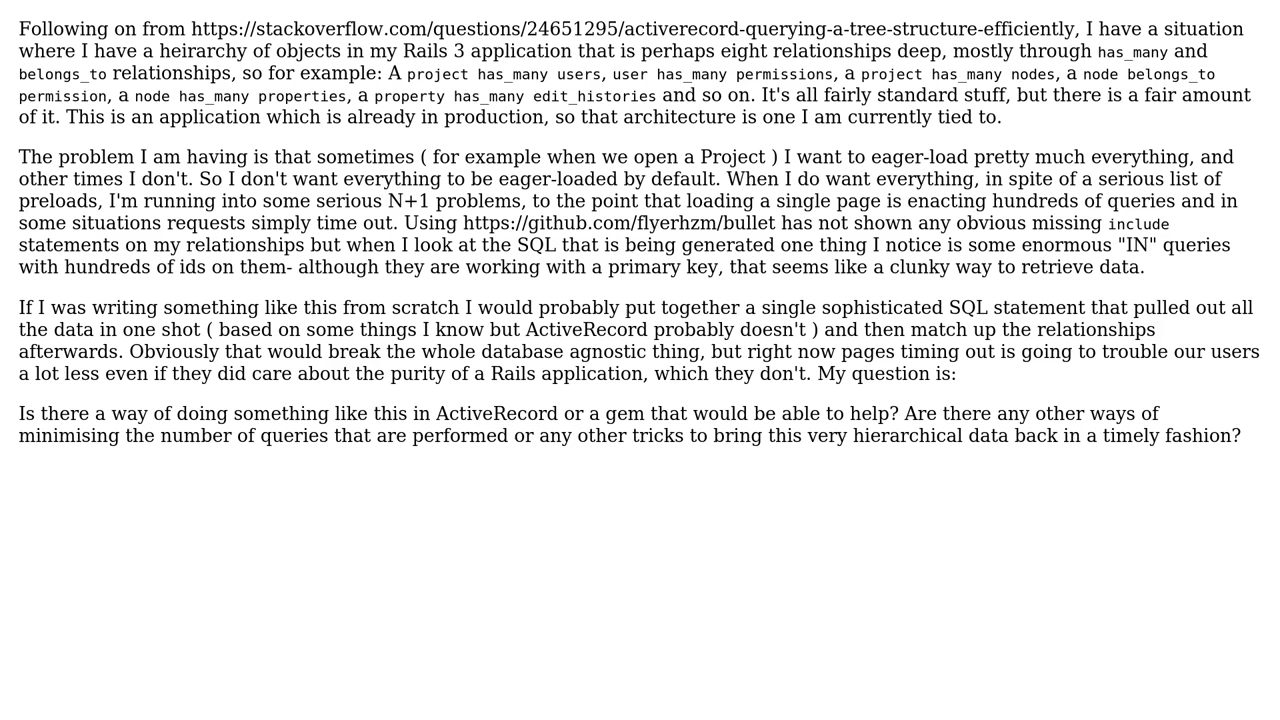 Following on from https://stackoverflow.com/questions/24651295/activerecord-querying-a-tree-structure-efficiently, I have a situation
where I have a heirarchy of objects in my Rails 3 application that is perhaps eight relationships deep, mostly through has_many and
belongs_to relationships, so for example: A project has_many users, user has_many permissions, a project has_many nodes, a node belongs_to
permission, a node has_many properties, a property has_many edit_histories and so on. It's all fairly standard stuff, but there is a fair amount
of it. This is an application which is already in production, so that architecture is one I am currently tied to.
The problem I am having is that sometimes ( for example when we open a Project ) I want to eager-load pretty much everything, and
other times I don't. So I don't want everything to be eager-loaded by default. When I do want everything, in spite of a serious list of
preloads, I'm running into some serious N+1 problems, to the point that loading a single page is enacting hundreds of queries and in
some situations requests simply time out. Using https://github.com/flyerhzm/bullet has not shown any obvious missing include
statements on my relationships but when I look at the SQL that is being generated one thing I notice is some enormous "IN" queries
with hundreds of ids on them- although they are working with a primary key, that seems like a clunky way to retrieve data.
If I was writing something like this from scratch I would probably put together a single sophisticated SQL statement that pulled out all
the data in one shot ( based on some things I know but ActiveRecord probably doesn't ) and then match up the relationships
afterwards. Obviously that would break the whole database agnostic thing, but right now pages timing out is going to trouble our users
a lot less even if they did care about the purity of a Rails application, which they don't. My question is:
Is there a way of doing something like this in ActiveRecord or a gem that would be able to help? Are there any other ways of
minimising the number of queries that are performed or any other tricks to bring this very hierarchical data back in a timely fashion?